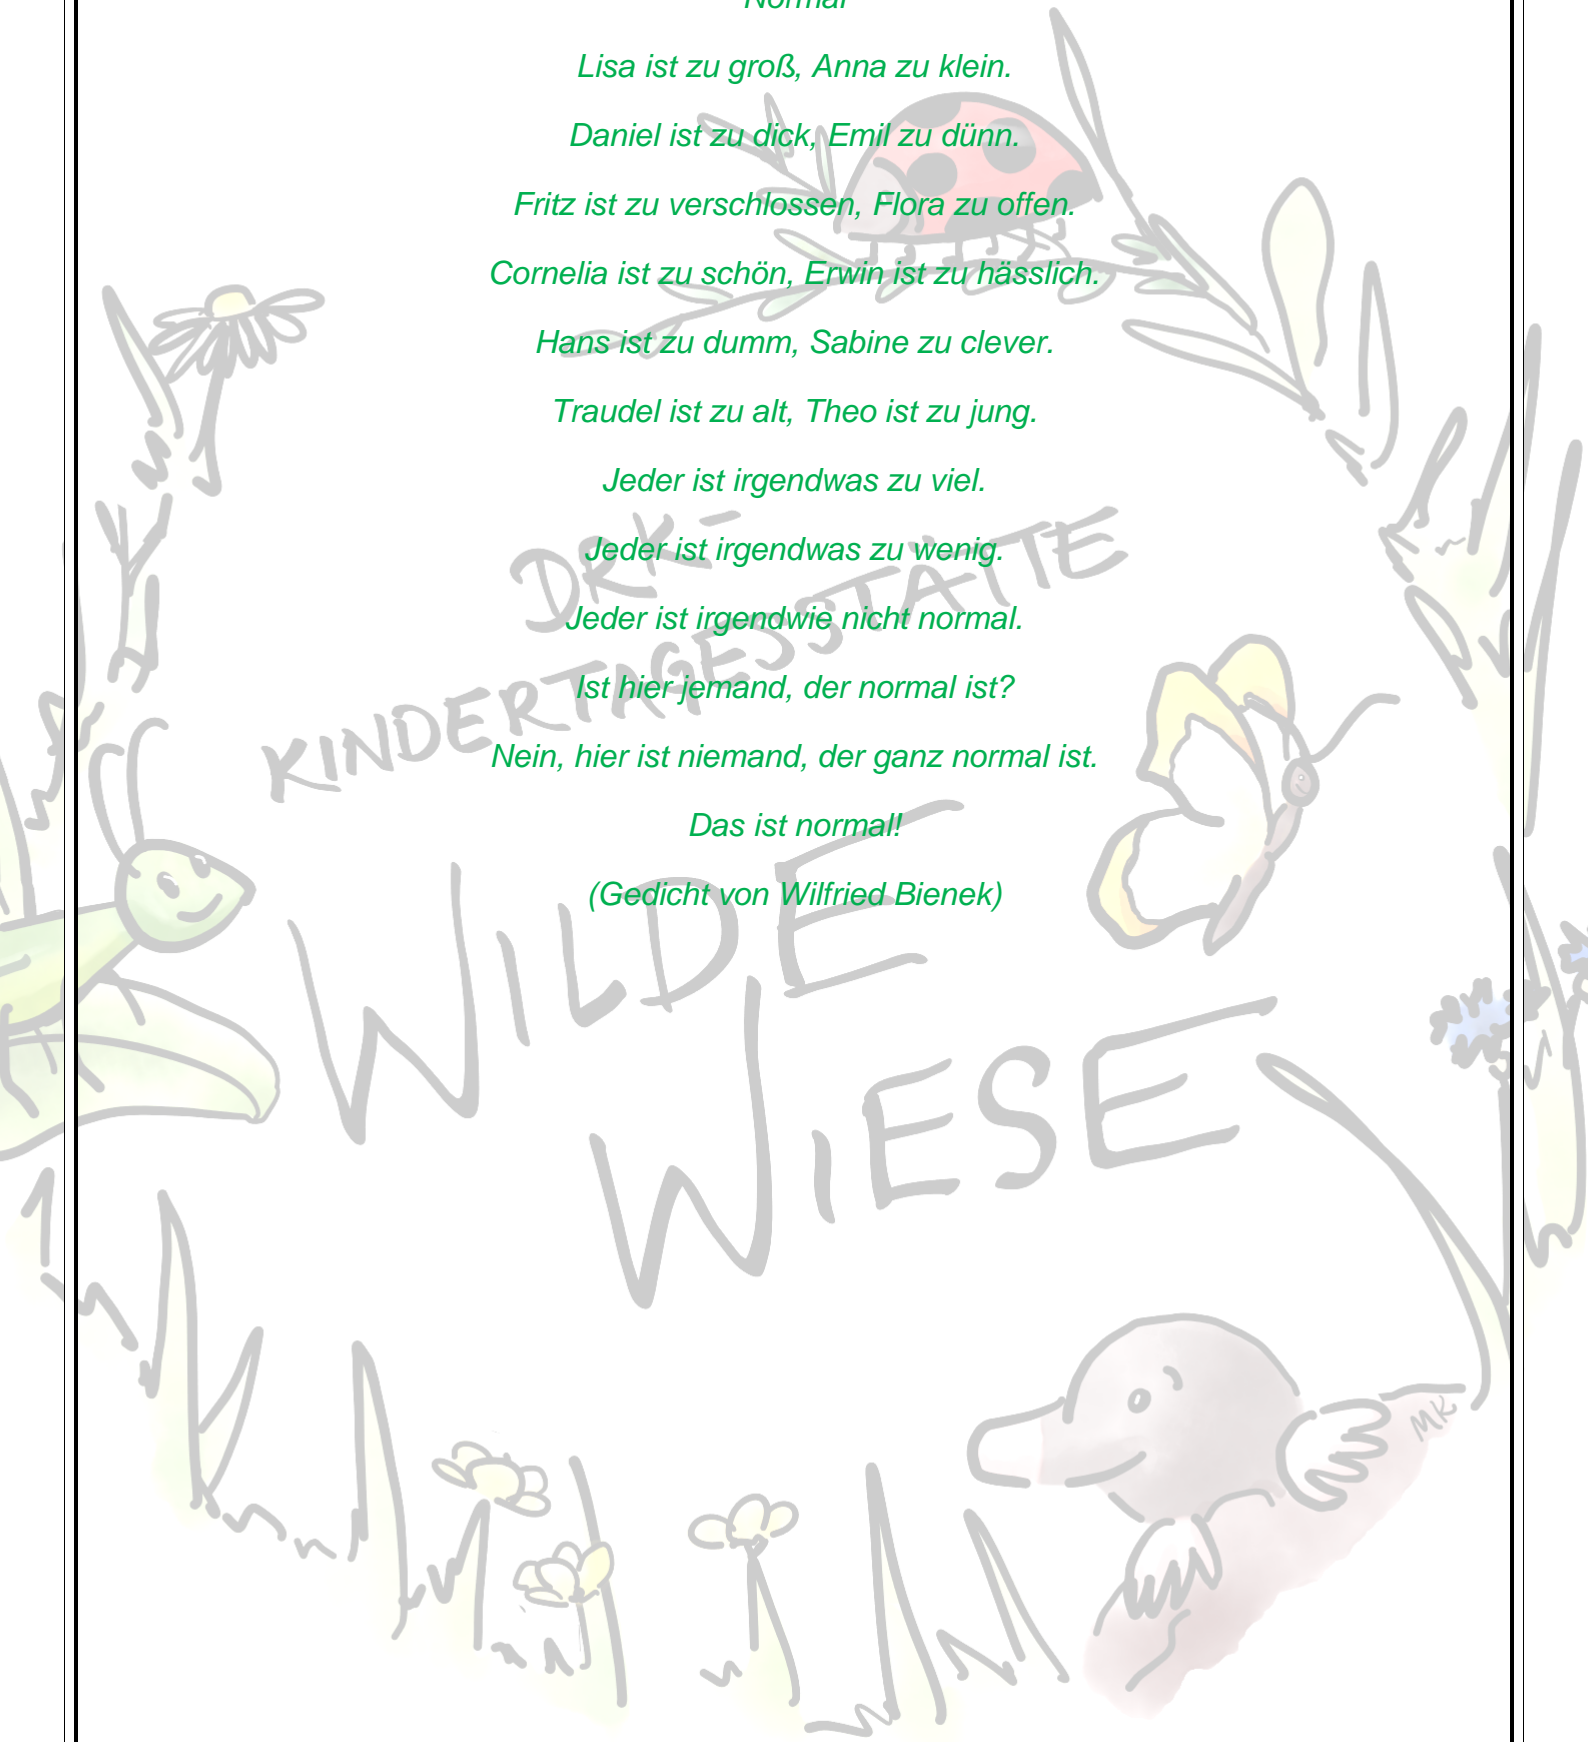 Normal
Lisa ist zu groß, Anna zu klein.
Daniel ist zu dick, Emil zu dünn.
Fritz ist zu verschlossen, Flora zu offen.
Cornelia ist zu schön, Erwin ist zu hässlich.
Hans ist zu dumm, Sabine zu clever.
Traudel ist zu alt, Theo ist zu jung.
Jeder ist irgendwas zu viel.
Jeder ist irgendwas zu wenig.
Jeder ist irgendwie nicht normal.
Ist hier jemand, der normal ist?
Nein, hier ist niemand, der ganz normal ist.
Das ist normal!
(Gedicht von Wilfried Bienek)
DRK-
KINDERTAGESSTÄTTE
WILDE
WIESE
MK